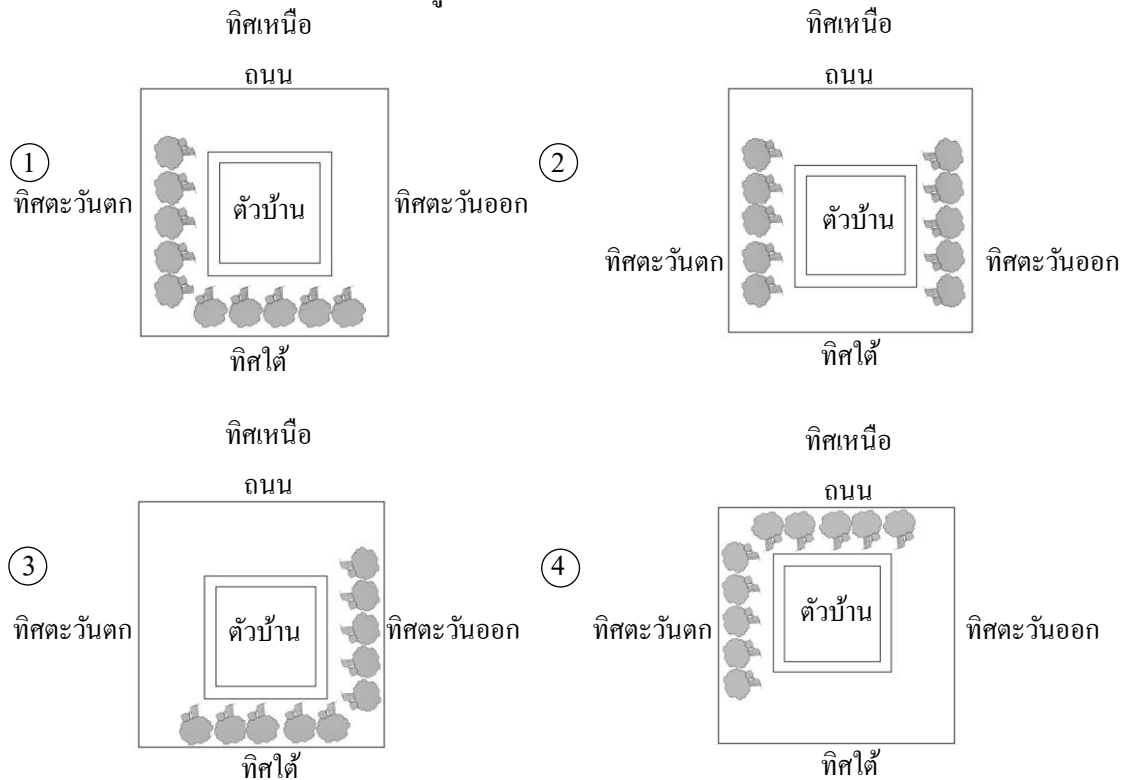 ทิศเหนือ
ถนน
1
ทิศตะวันตก
ตัวบ้าน
ทิศตะวันออก
ทิศใต้
ทิศเหนือ
ถนน
2
ตัวบ้าน
ทิศตะวันตก
ทิศตะวันออก
ทิศใต้
ทิศเหนือ
ถนน
3
ทิศตะวันตก
ตัวบ้าน
ทิศตะวันออก
ทิศใต้
ทิศเหนือ
ถนน
4
ทิศตะวันตก
ตัวบ้าน
ทิศตะวันออก
ทิศใต้